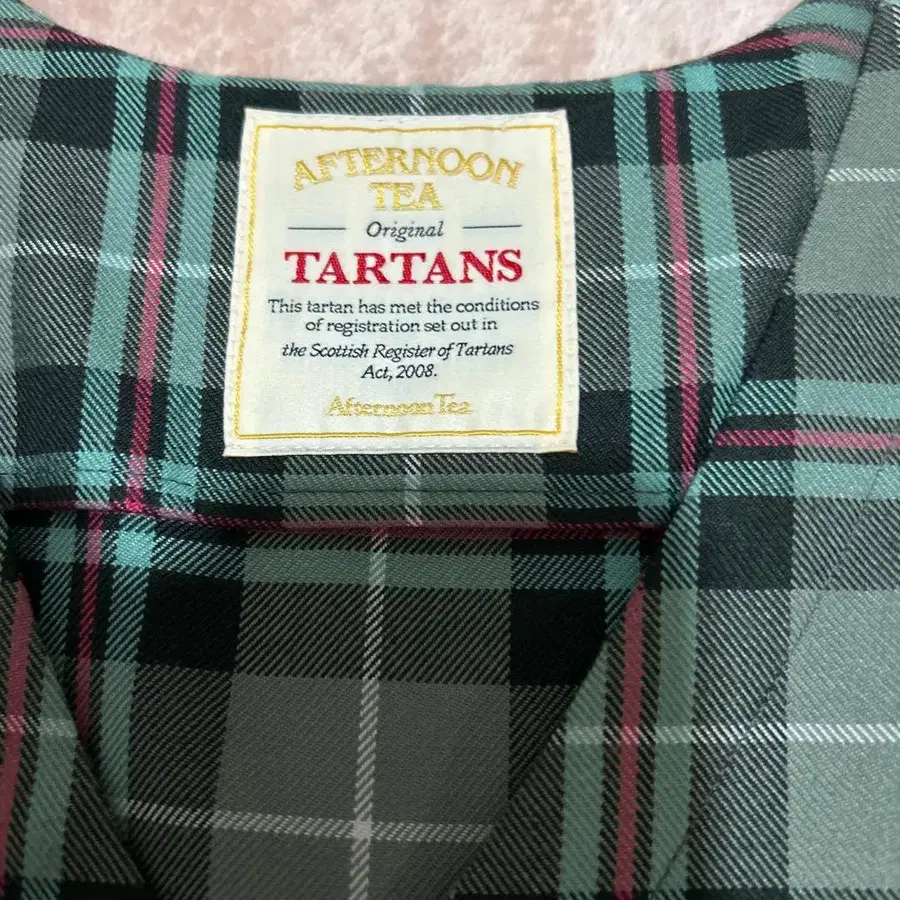 AFTERNOON
TEA
Original
TARTANS
This tartan has met the conditions
of registration set out in
the Scottish Register of Tartans
Act, 2008.
Afternoon Tea